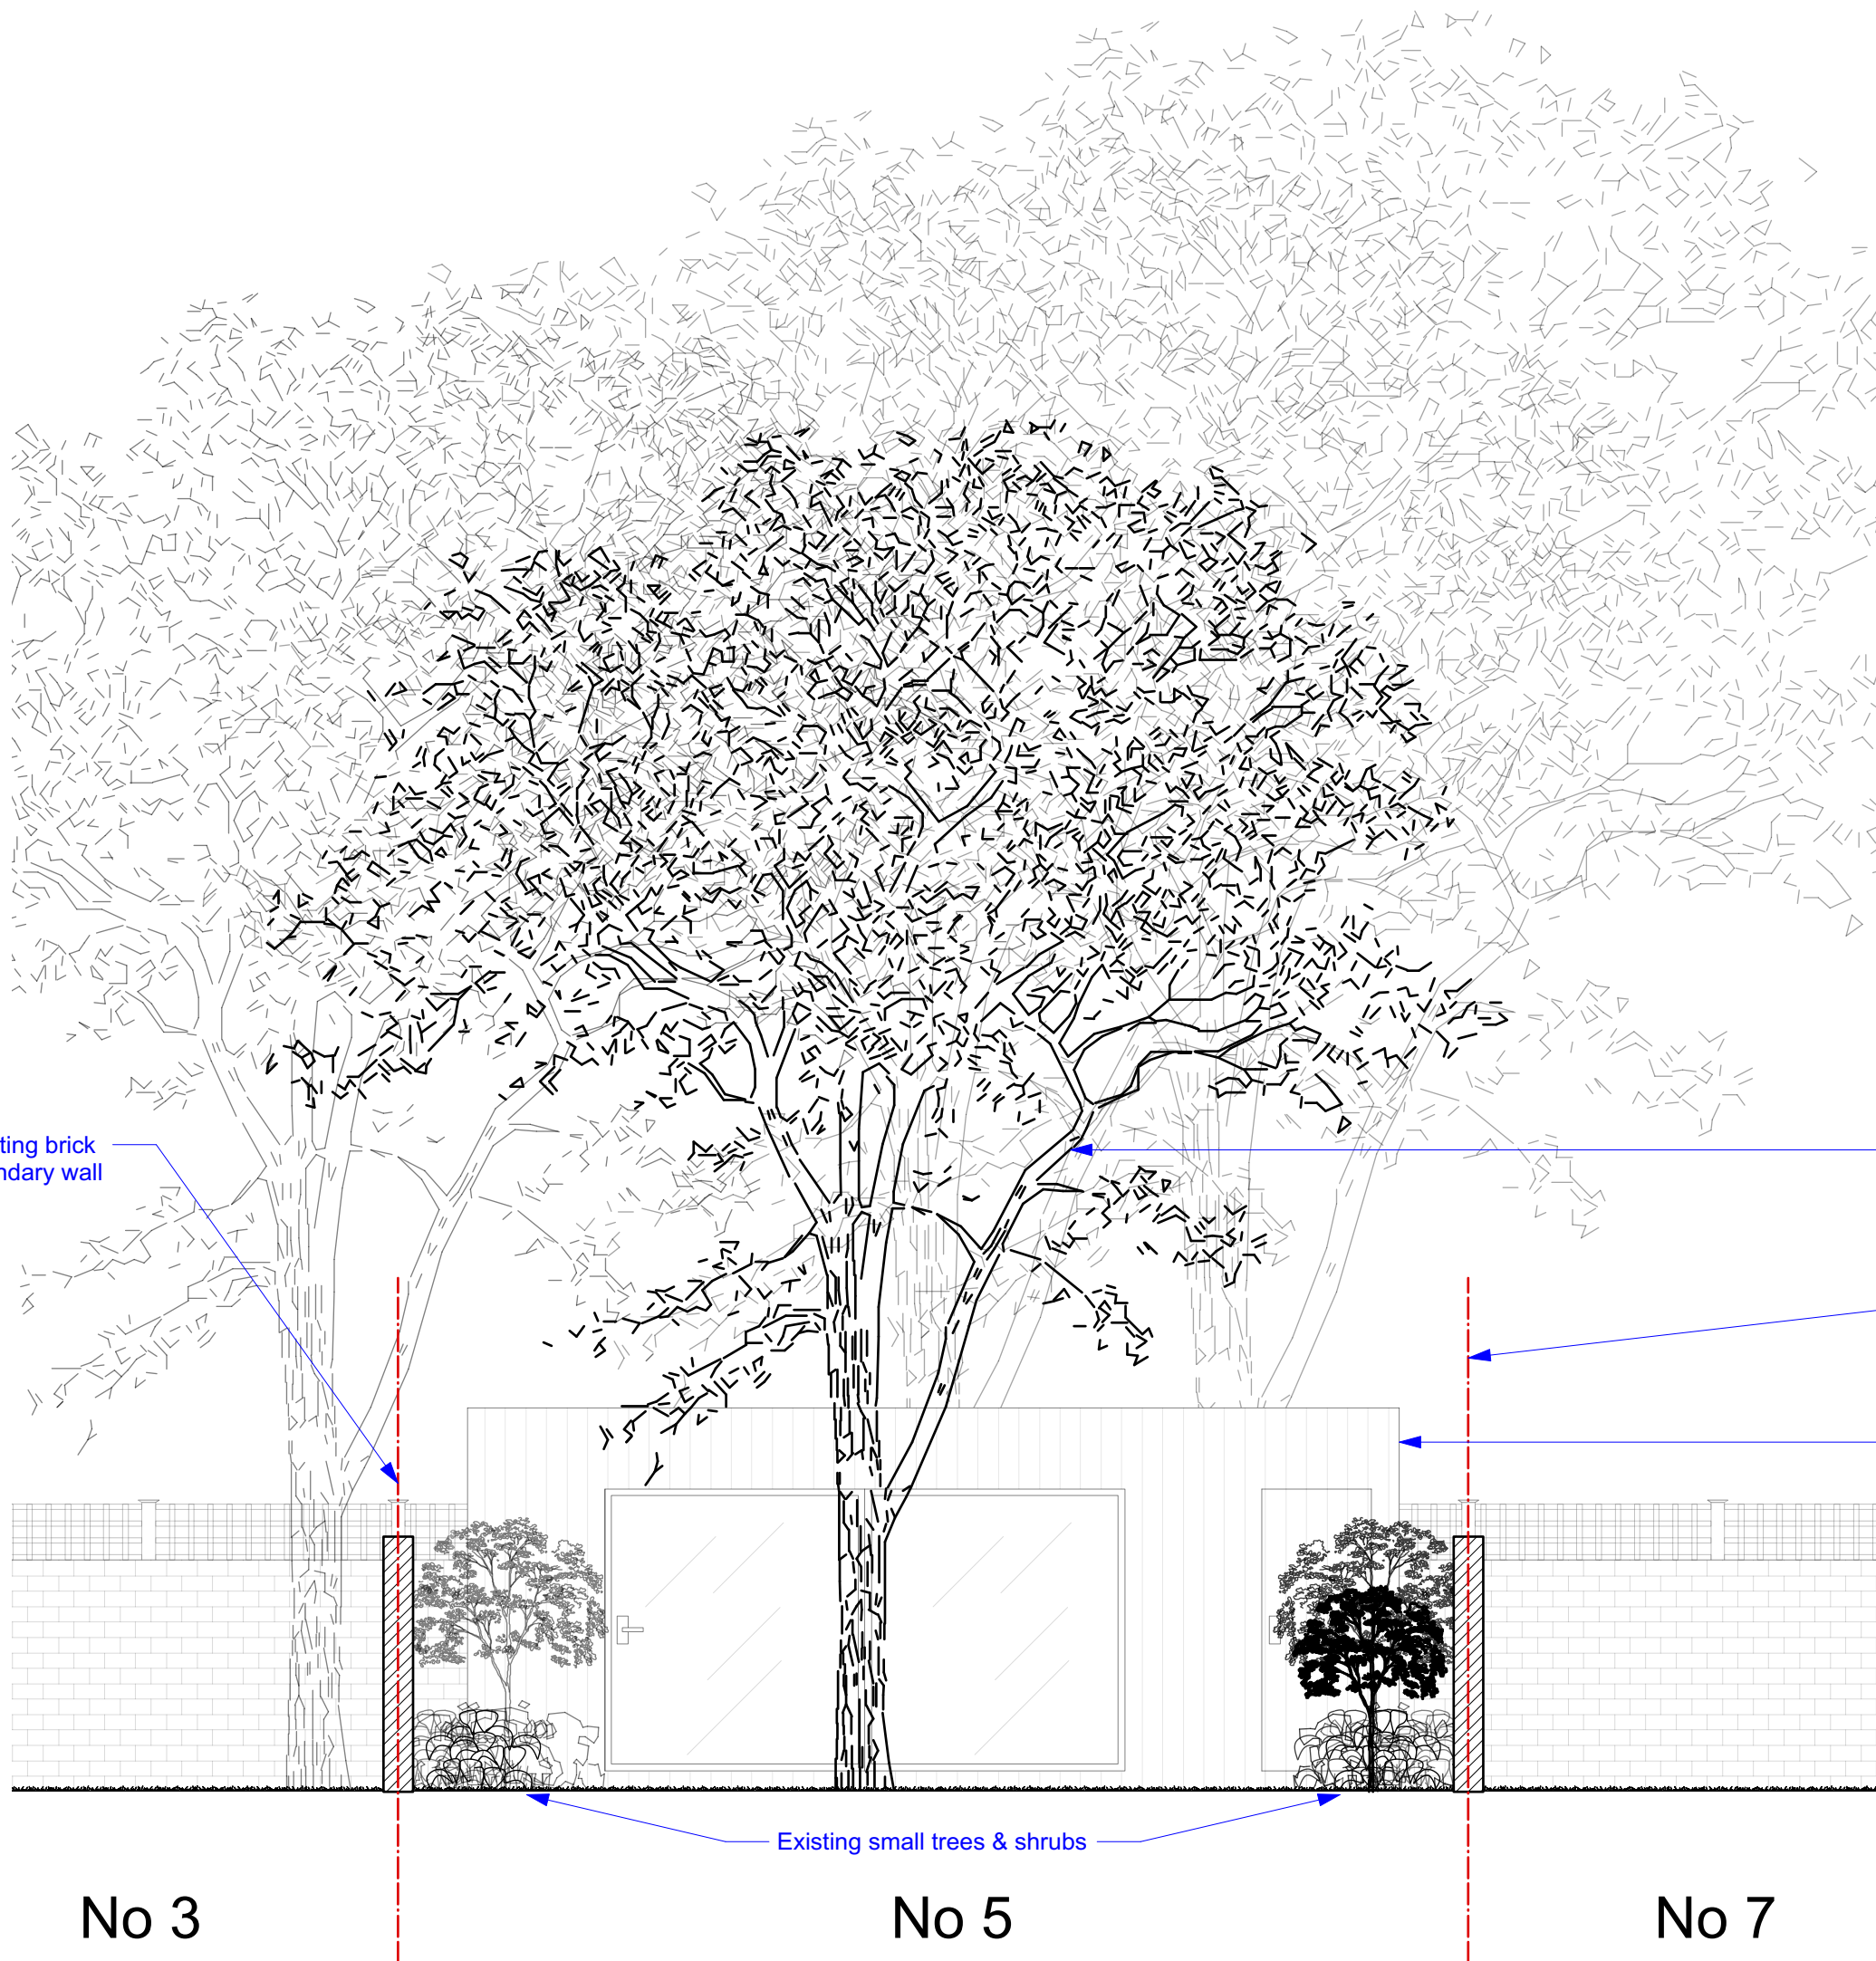 ting brick
ndary wall
Existing small trees & shrubs
No 3
No 5
No 7